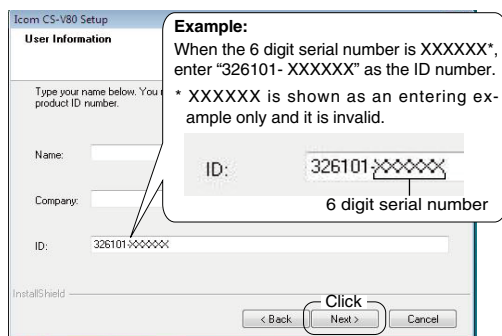 Icom CS-V80 Setup
User Information
Type your name below. You
product ID number.
Name:
Company:
ID:
326101-XXXXXX
InstallShield
< Back
Next >
Cancel
Click
Example:
When the 6 digit serial number is XXXXXX*,
enter “326101- XXXXXX” as the ID number.
* XXXXXX is shown as an entering ex-
ample only and it is invalid.
ID:
326101-XXXXXX
6 digit serial number